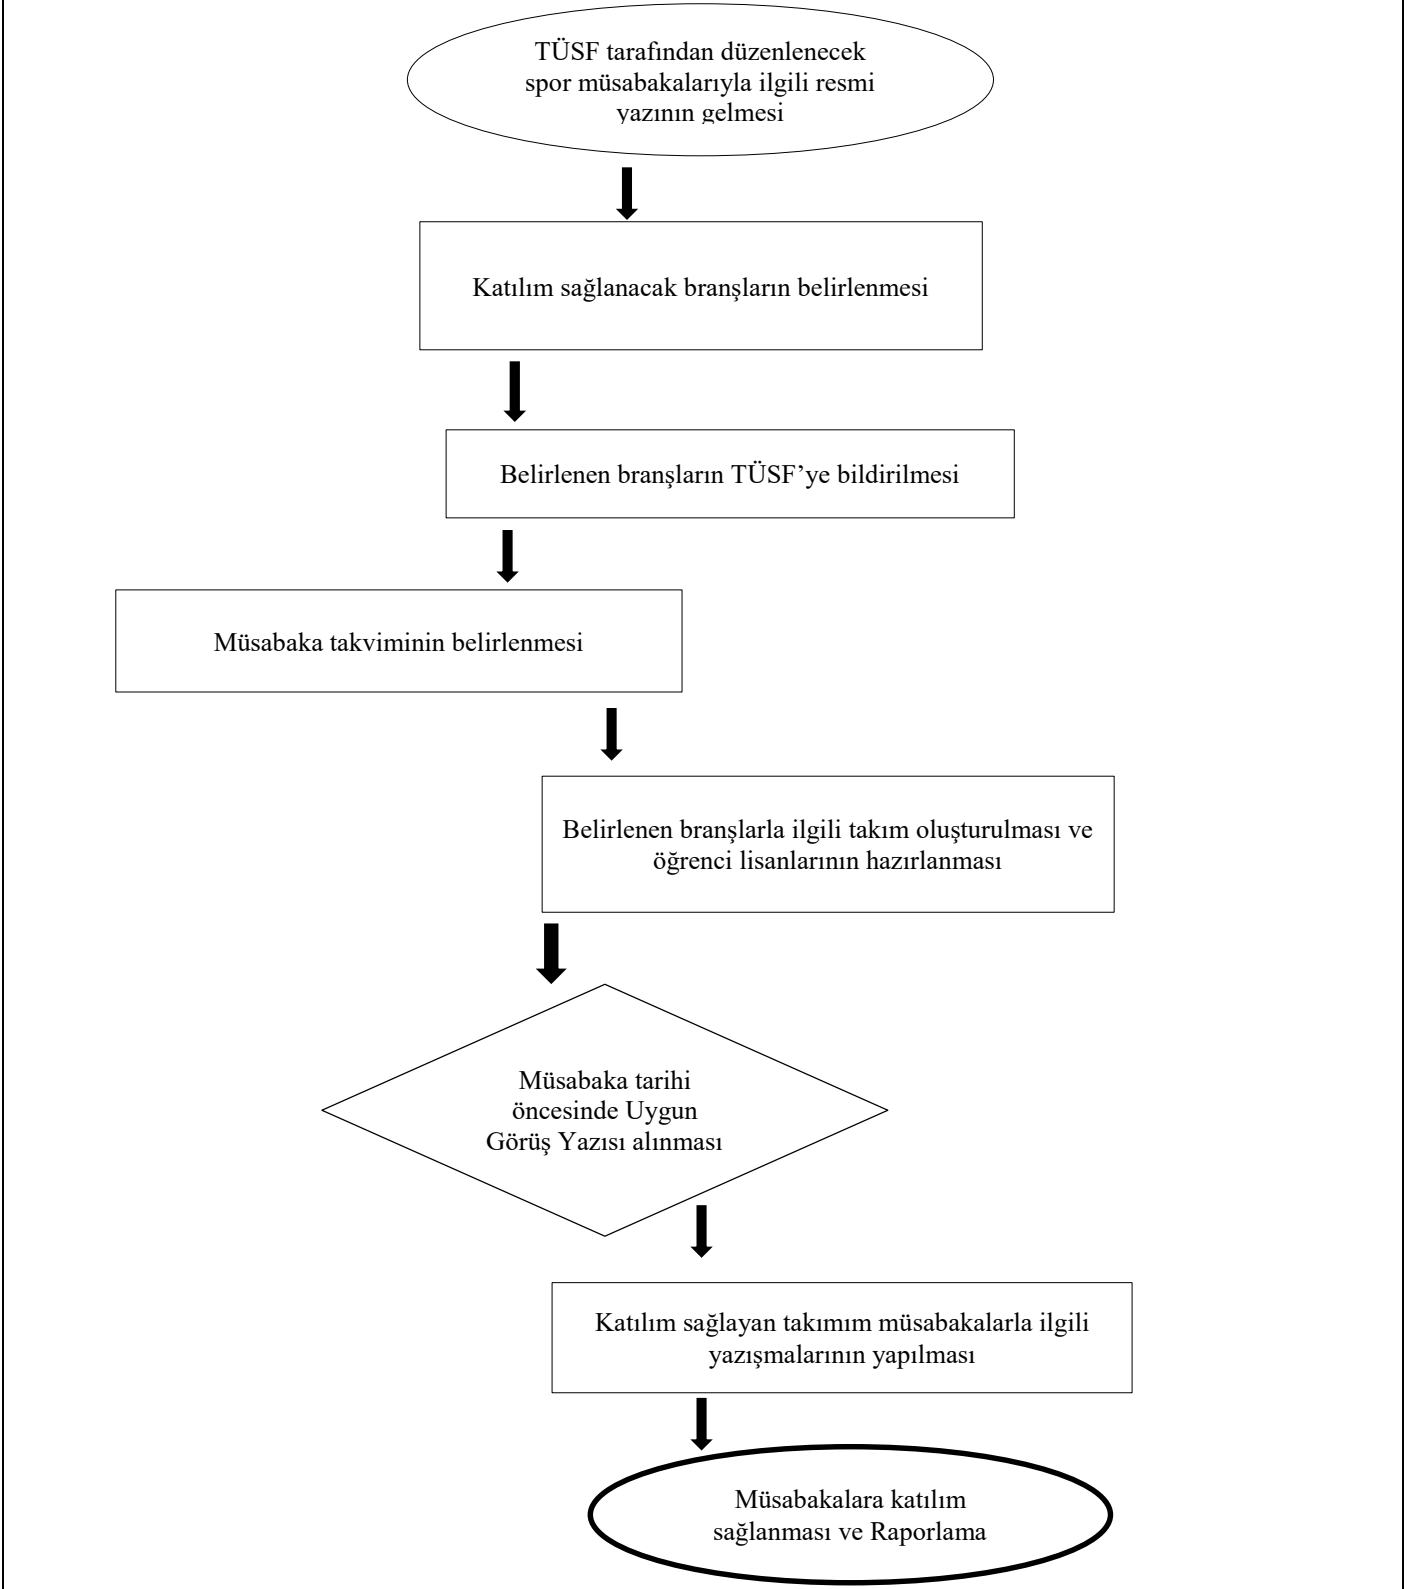 TÜSF tarafından düzenlenecek
spor müsabakalarıyla ilgili resmi
yazının gelmesi
Katılım sağlanacak branşların belirlenmesi
Belirlenen branşların TÜSF’ye bildirilmesi
Müsabaka takviminin belirlenmesi
Belirlenen branşlarla ilgili takım oluşturulması ve
öğrenci lisanlarının hazırlanması
Müsabaka tarihi
öncesinde Uygun
Görüş Yazısı alınması
Katılım sağlayan takımım müsabakalarla ilgili
yazışmalarının yapılması
Müsabakalara katılım
sağlanması ve Raporlama